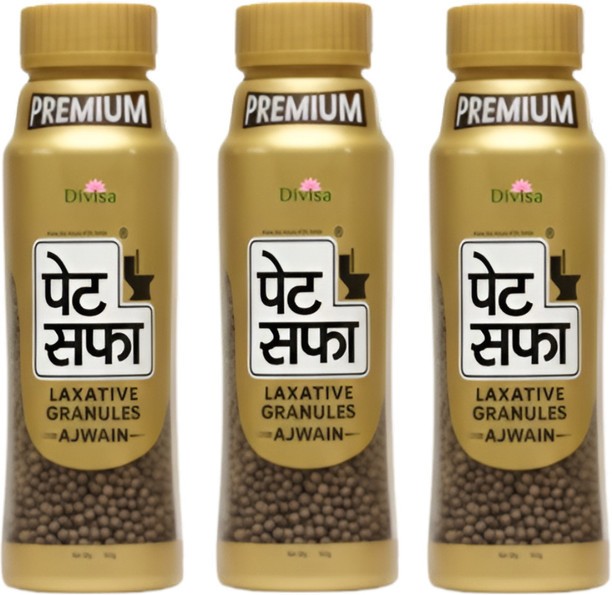 PREMIUM
Divisa
®
पेट
सफा
LAXATIVE
GRANULES
AJWAIN
PREMIUM
Divisa
®
पेट
सफा
LAXATIVE
GRANULES
AJWAIN
PREMIUM
Divisa
®
पेट
सफा
LAXATIVE
GRANULES
AJWAIN